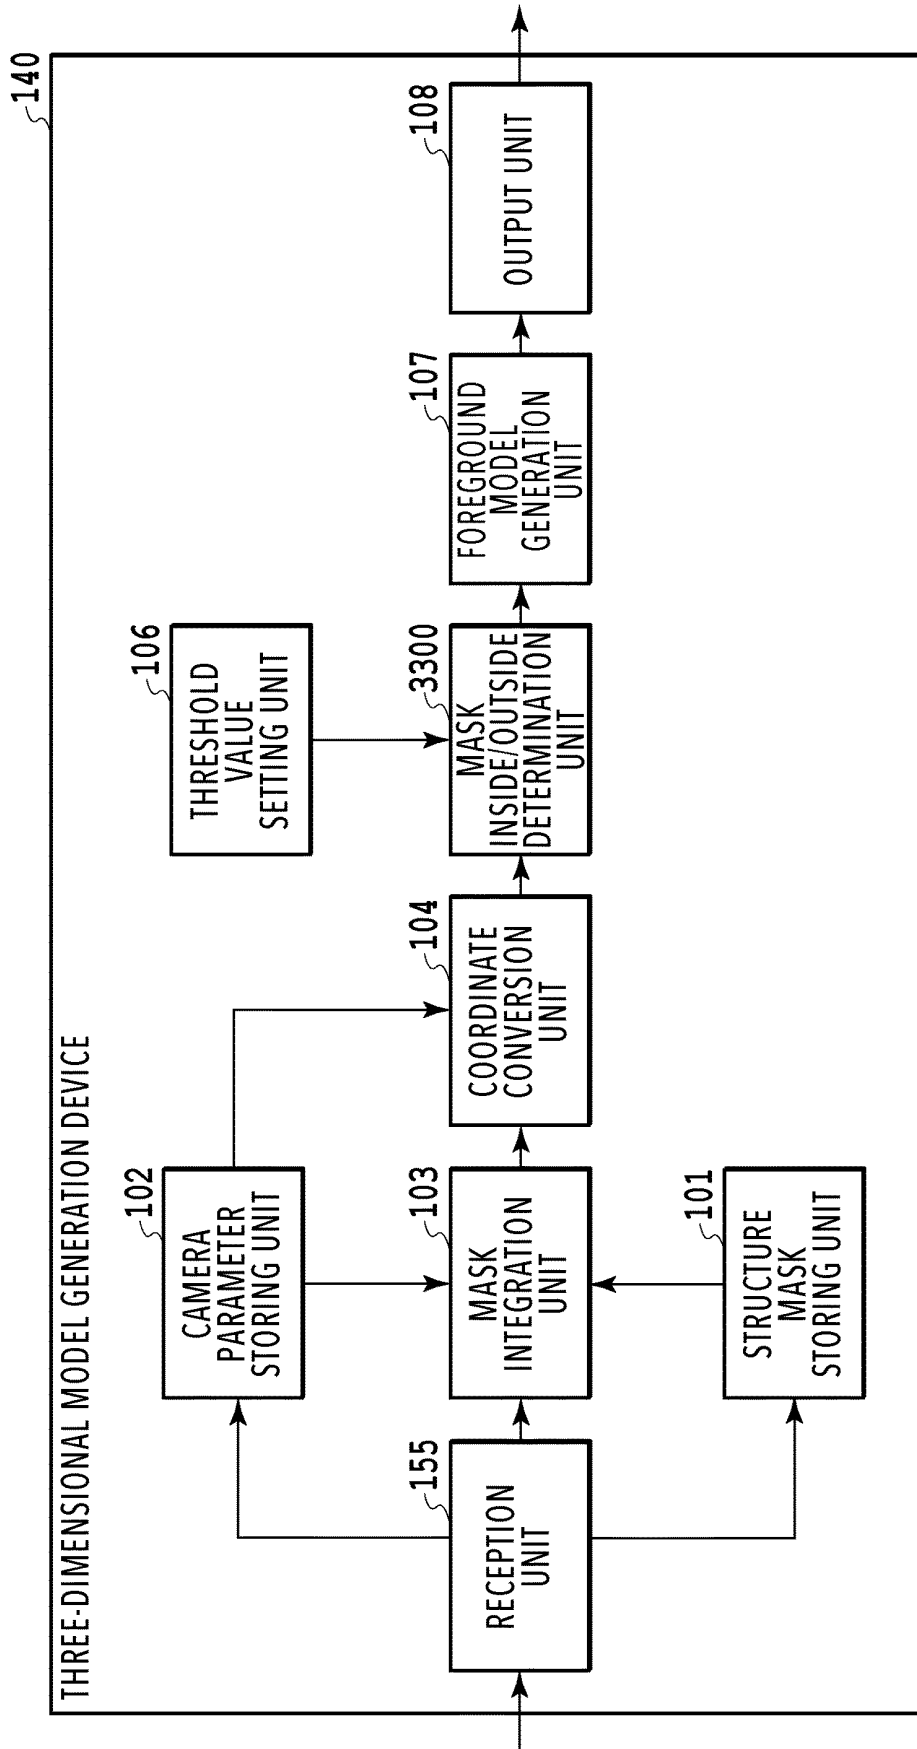 140
THREE-DIMENSIONAL MODEL GENERATION DEVICE
102
CAMERA
PARAMETER
STORING UNIT
106
THRESHOLD
VALUE
SETTING UNIT
155
RECEPTION
UNIT
103
MASK
INTEGRATION
UNIT
104
COORDINATE
CONVERSION
UNIT
3300
MASK
INSIDE/OUTSIDE
DETERMINATION
UNIT
107
FOREGROUND
MODEL
GENERATION
UNIT
108
OUTPUT UNIT
101
STRUCTURE
MASK
STORING UNIT